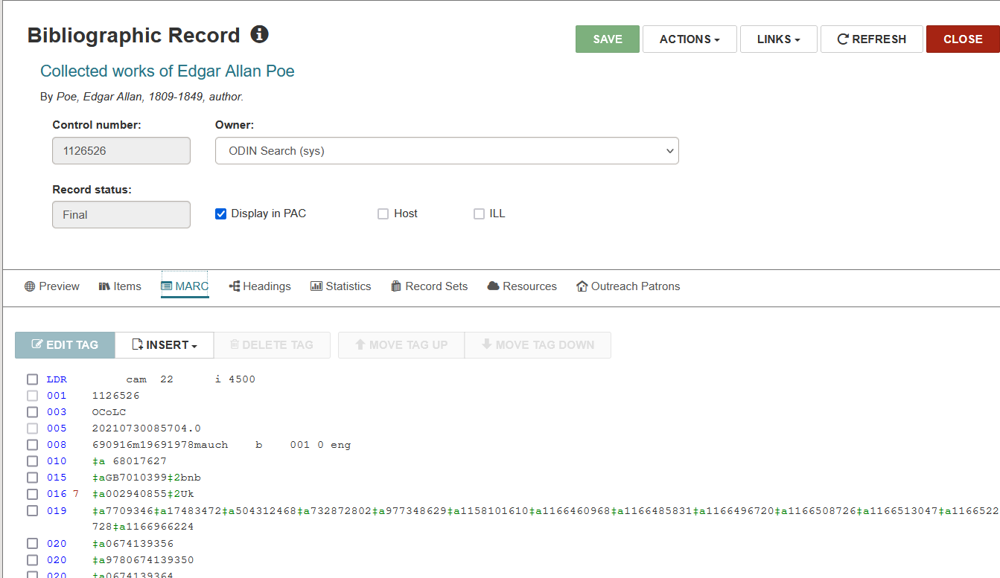 Bibliographic Record
SAVE ACTIONS LINKS REFRESH CLOSE
Collected works of Edgar Allan Poe
By Poe, Edgar Allan, 1809-1849, author.
Control number: Owner:
1126526 ODIN Search (sys)
Record status:
Final Display in PAC Host ILL
Preview Items MARC Headings Statistics Record Sets Resources Outreach Patrons
EDIT TAG INSERT DELETE TAG MOVE TAG UP MOVE TAG DOWN
LDR cam 22 i 4500
001 1126526
003 OCoLC
005 20210730085704.0
008 690916m19691978mauch b 001 0 eng
010 ‡a 68017627
015 ‡aGB7010399‡2bnb
016 7 ‡a002940855‡2Uk
019 ‡a7709346‡a17483472‡a504312468‡a732872802‡a977348629‡a1158101610‡a1166460968‡a1166485831‡a1166496720‡a1166508726‡a1166513047‡a1166522
728‡a1166966224
020 ‡a0674139356
020 ‡a9780674139350
020 ‡a0674139364